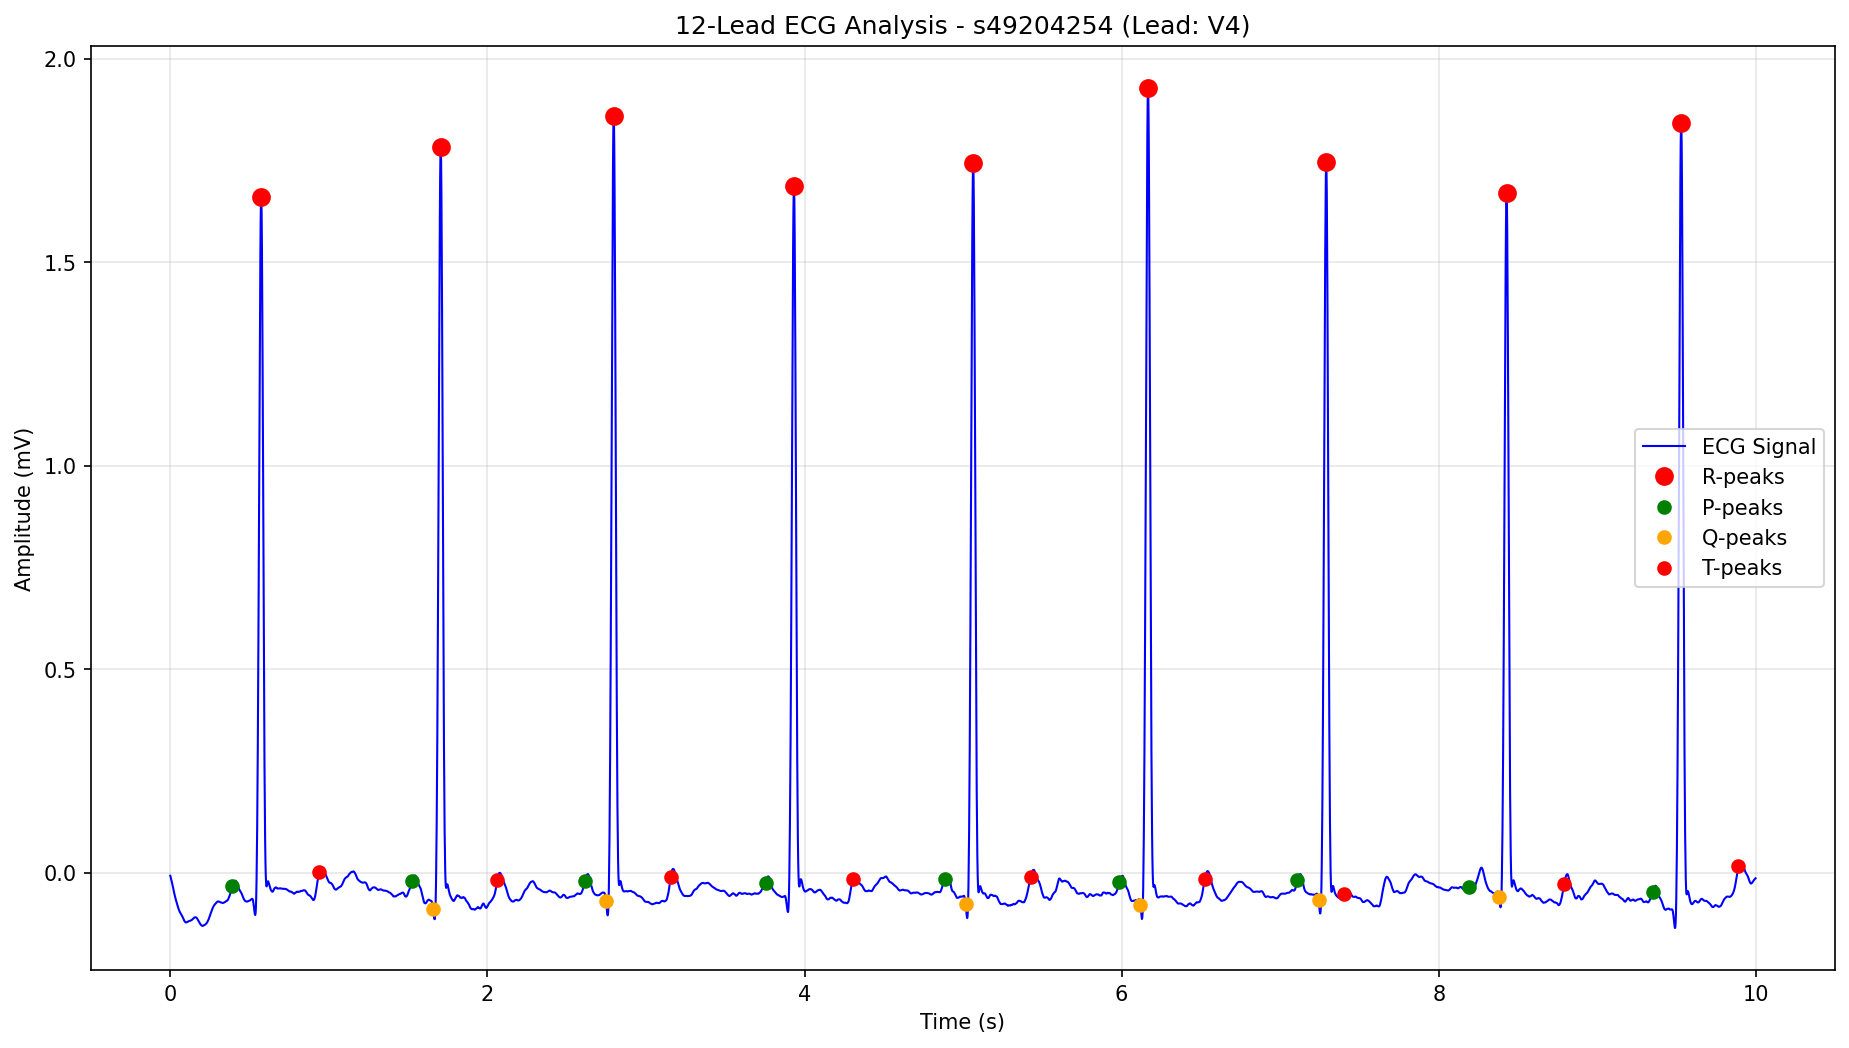 12-Lead ECG Analysis - s49204254 (Lead: V4)
2.0
1.5
1.0
0.5
0.0
Amplitude (mV)
ECG Signal
R-peaks
P-peaks
Q-peaks
T-peaks
0 2 4 6 8 10
Time (s)